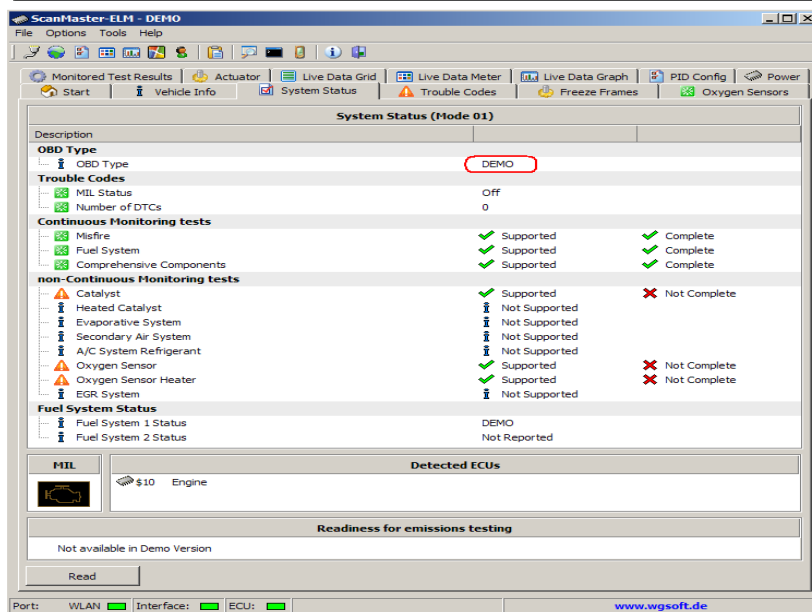 ScanMaster-ELM - DEMO
File Options Tools Help
Monitored Test Results Actuator Live Data Grid Live Data Meter Live Data Graph PID Config Power
Start Vehicle Info System Status Trouble Codes Freeze Frames Oxygen Sensors
System Status (Mode 01)
Description
OBD Type
OBD Type DEMO
Trouble Codes
MIL Status Off
Number of DTCs 0
Continuous Monitoring tests
Misfire Supported Complete
Fuel System Supported Complete
Comprehensive Components Supported Complete
non-Continuous Monitoring tests
Catalyst Supported Not Complete
Heated Catalyst Not Supported
Evaporative System Not Supported
Secondary Air System Not Supported
A/C System Refrigerant Not Supported
Oxygen Sensor Supported Not Complete
Oxygen Sensor Heater Supported Not Complete
EGR System Not Supported
Fuel System Status
Fuel System 1 Status DEMO
Fuel System 2 Status Not Reported
MIL Detected ECUs
$10 Engine
Readiness for emissions testing
Not available in Demo Version
Read
Port: WLAN Interface: ECU: www.wgsoft.de